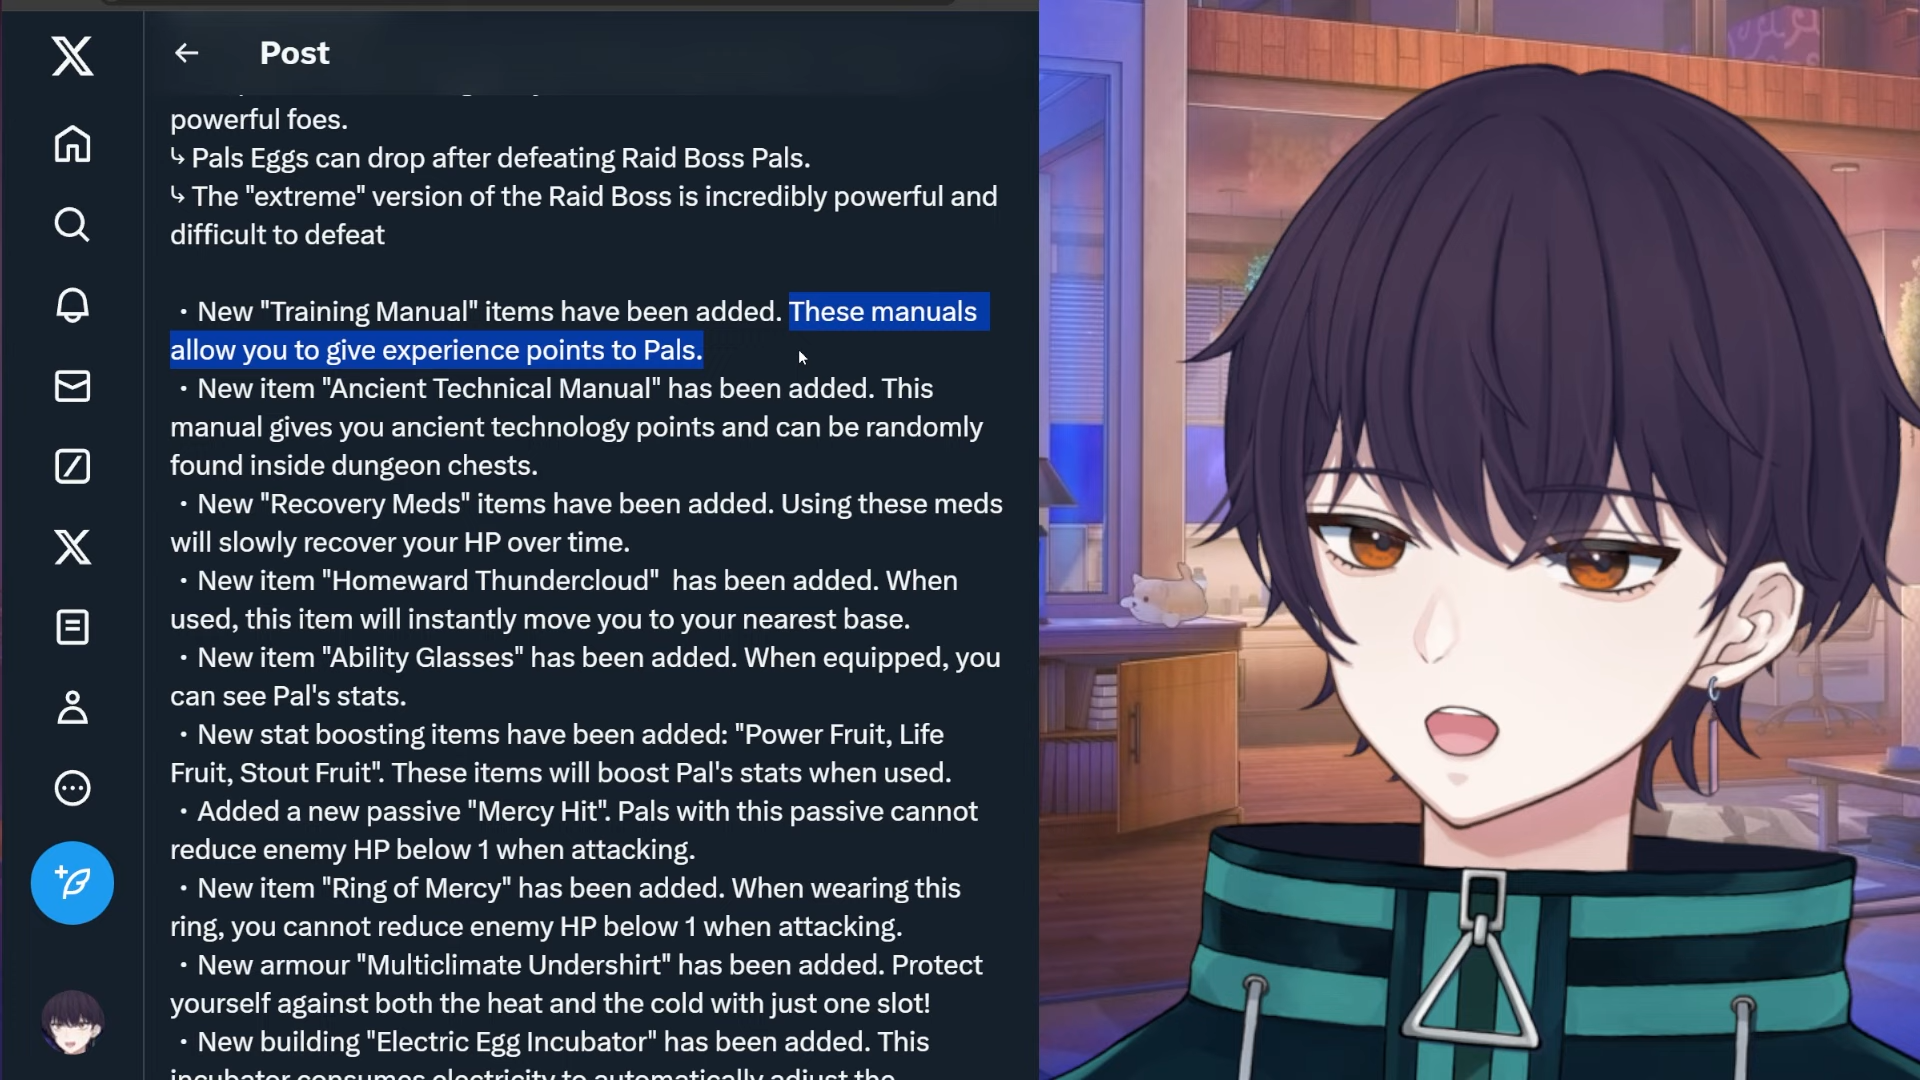 Post
powerful foes.
↳ Pals Eggs can drop after defeating Raid Boss Pals.
↳ The "extreme" version of the Raid Boss is incredibly powerful and
difficult to defeat
・New "Training Manual" items have been added. These manuals
allow you to give experience points to Pals.
・New item "Ancient Technical Manual" has been added. This
manual gives you ancient technology points and can be randomly
found inside dungeon chests.
・New "Recovery Meds" items have been added. Using these meds
will slowly recover your HP over time.
・New item "Homeward Thundercloud"  has been added. When
used, this item will instantly move you to your nearest base.
・New item "Ability Glasses" has been added. When equipped, you
can see Pal's stats.
・New stat boosting items have been added: "Power Fruit, Life
Fruit, Stout Fruit". These items will boost Pal's stats when used.
・Added a new passive "Mercy Hit". Pals with this passive cannot
reduce enemy HP below 1 when attacking.
・New item "Ring of Mercy" has been added. When wearing this
ring, you cannot reduce enemy HP below 1 when attacking.
・New armour "Multiclimate Undershirt" has been added. Protect
yourself against both the heat and the cold with just one slot!
・New building "Electric Egg Incubator" has been added. This
incubator consumes electricity to automatically adjust the